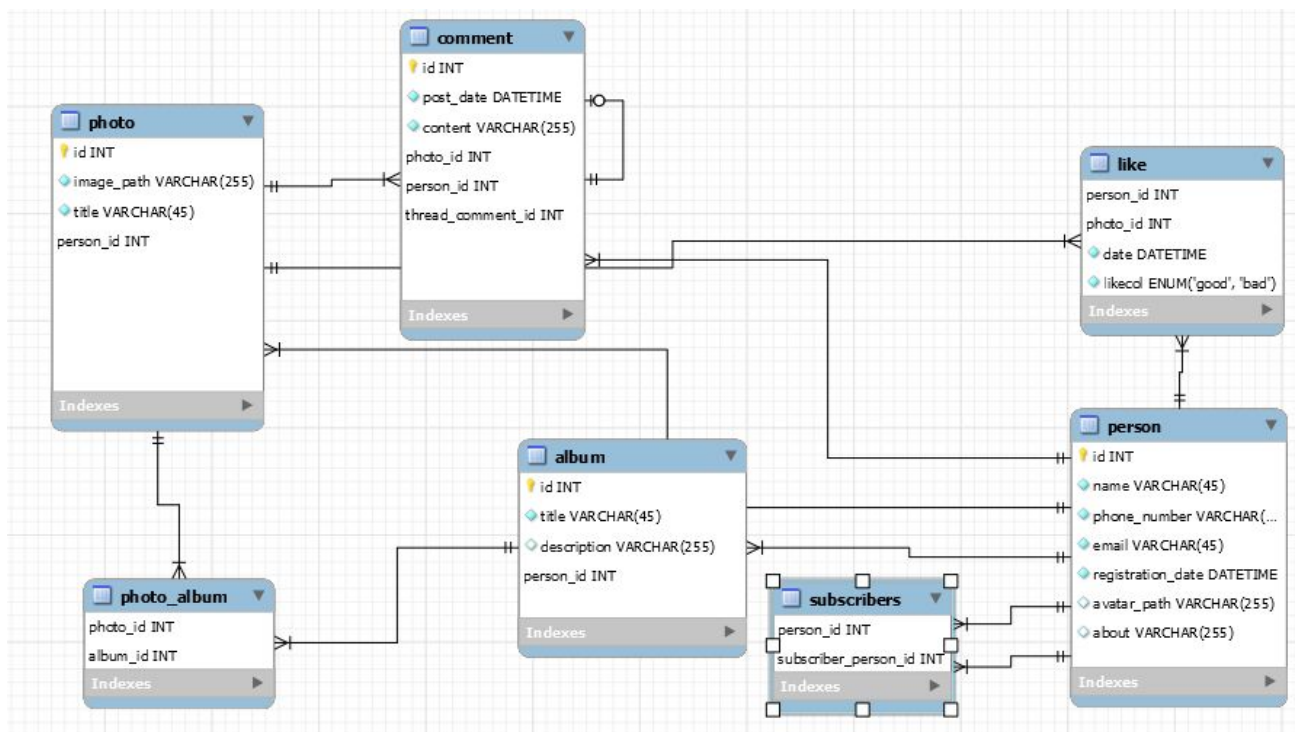 comment
id INT
post_date DATETIME
content VARCHAR(255)
photo_id INT
person_id INT
thread_comment_id INT
Indexes
photo
id INT
image_path VARCHAR(255)
title VARCHAR(45)
person_id INT
Indexes
like
person_id INT
photo_id INT
date DATETIME
likecol ENUM('good', 'bad')
Indexes
album
id INT
title VARCHAR(45)
description VARCHAR(255)
person_id INT
Indexes
person
id INT
name VARCHAR(45)
phone_number VARCHAR(...
email VARCHAR(45)
registration_date DATETIME
avatar_path VARCHAR(255)
about VARCHAR(255)
Indexes
photo_album
photo_id INT
album_id INT
Indexes
subscribers
person_id INT
subscriber_person_id INT
Indexes